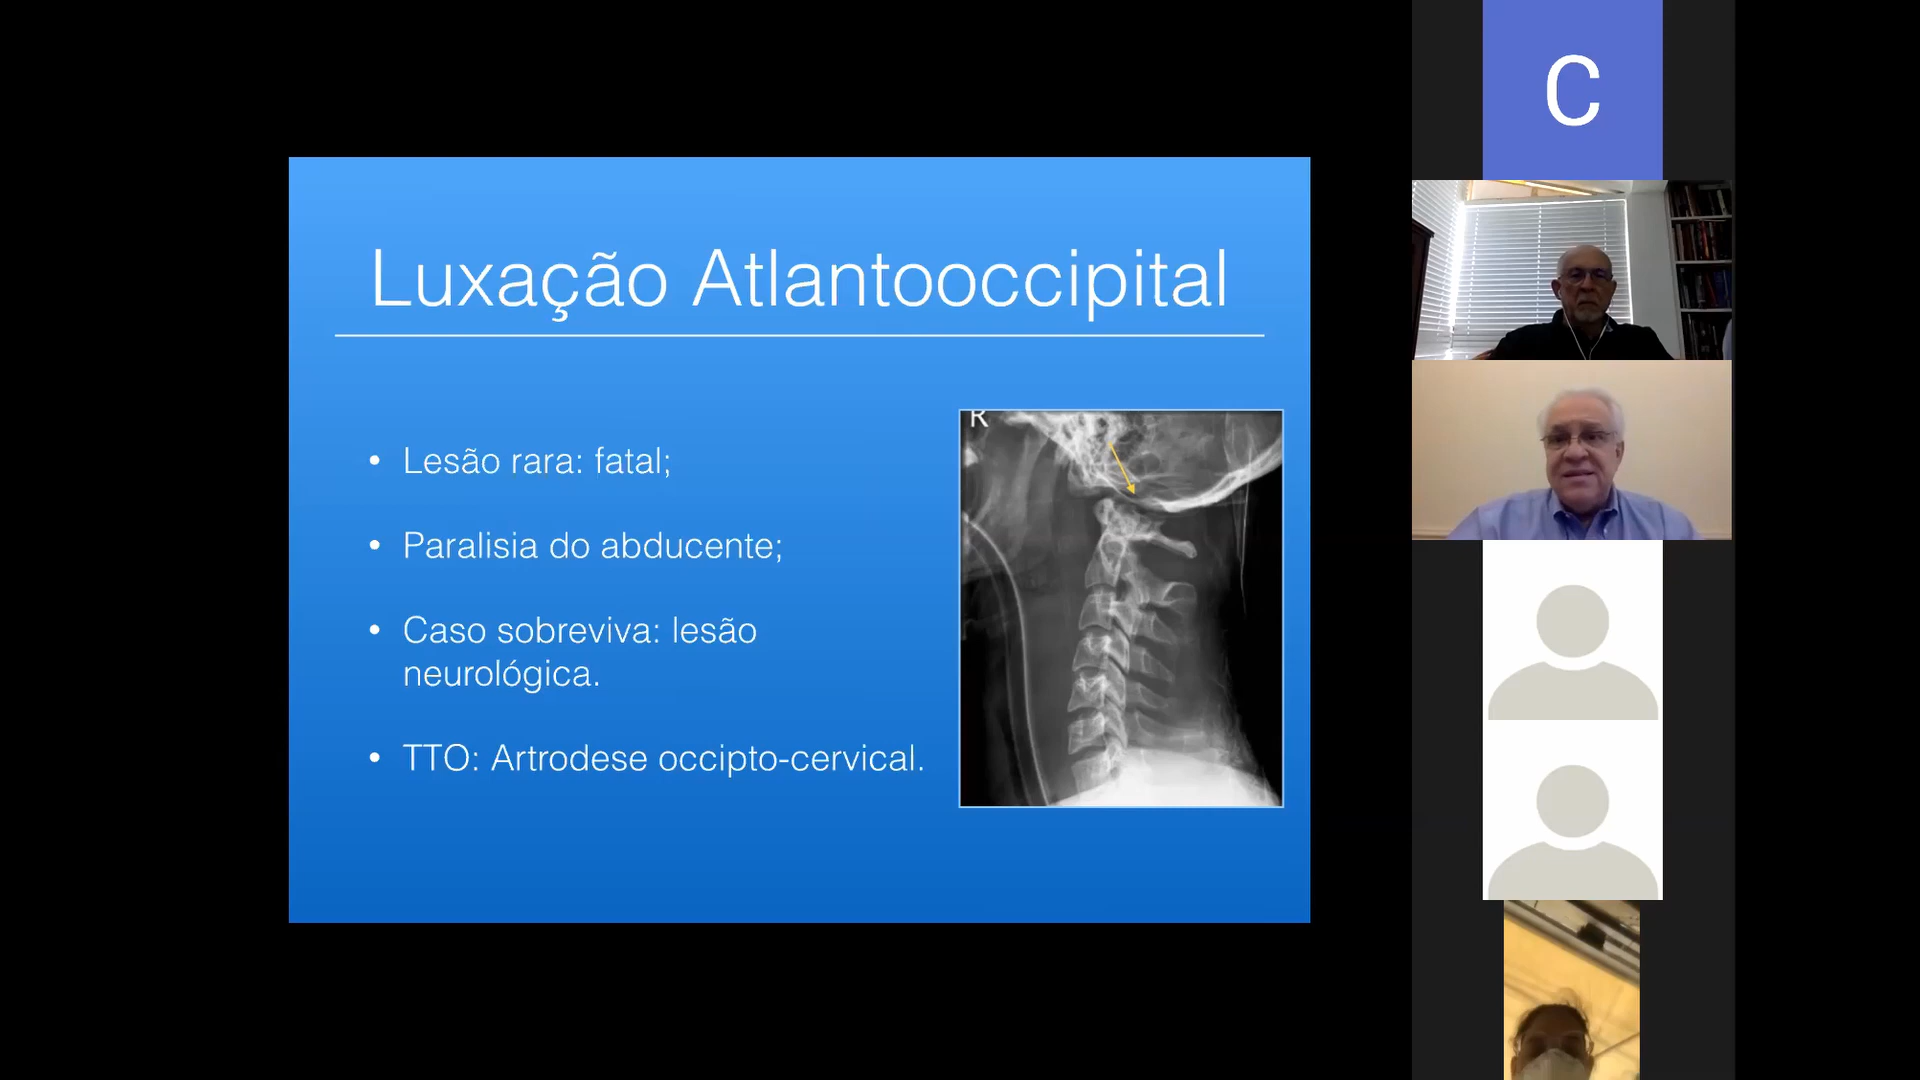 C
Luxação Atlantooccipital
R
• Lesão rara: fatal;
• Paralisia do abducente;
• Caso sobreviva: lesão
neurológica.
• TTO: Artrodese occipto-cervical.